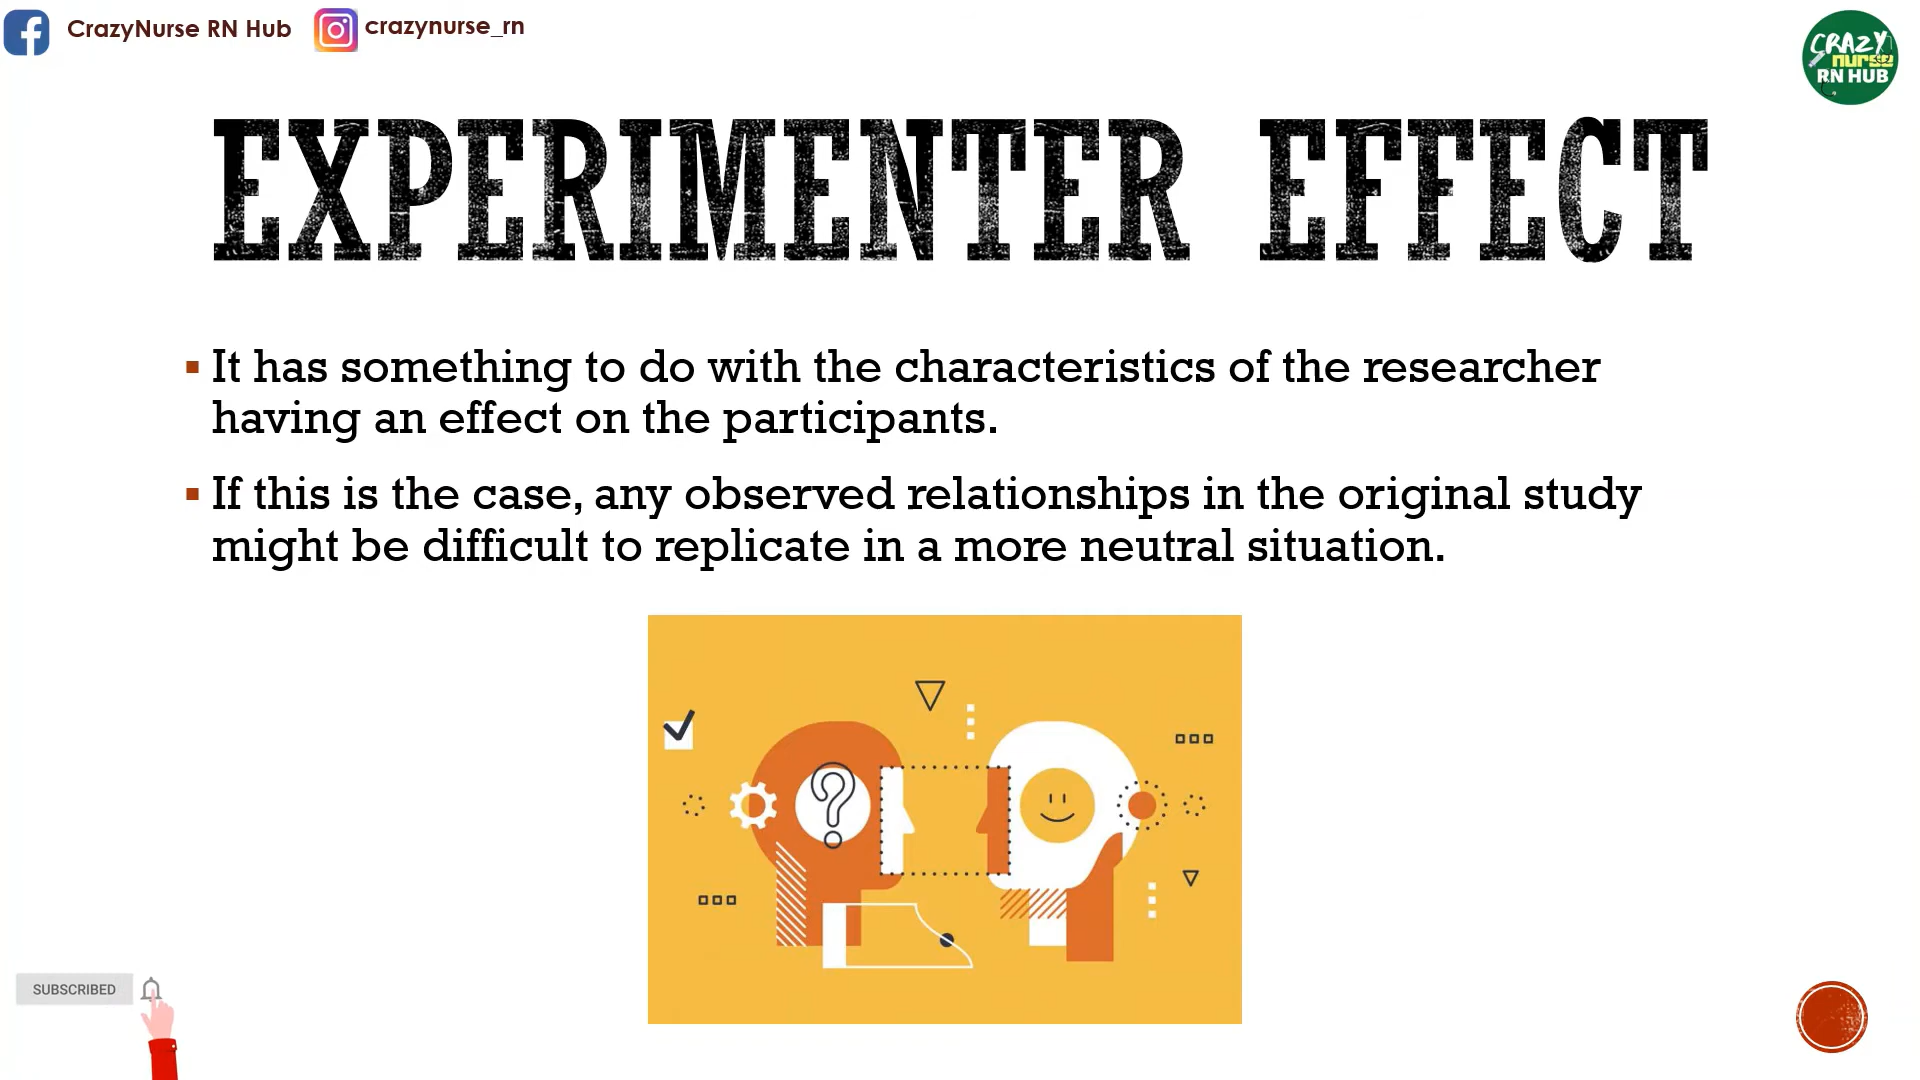 CrazyNurse RN Hub crazynurse_rn
CRAZY
nurse
RN HUB
EXPERIMENTER EFFECT
▪ It has something to do with the characteristics of the researcher
having an effect on the participants.
▪ If this is the case, any observed relationships in the original study
might be difficult to replicate in a more neutral situation.
?
SUBSCRIBED